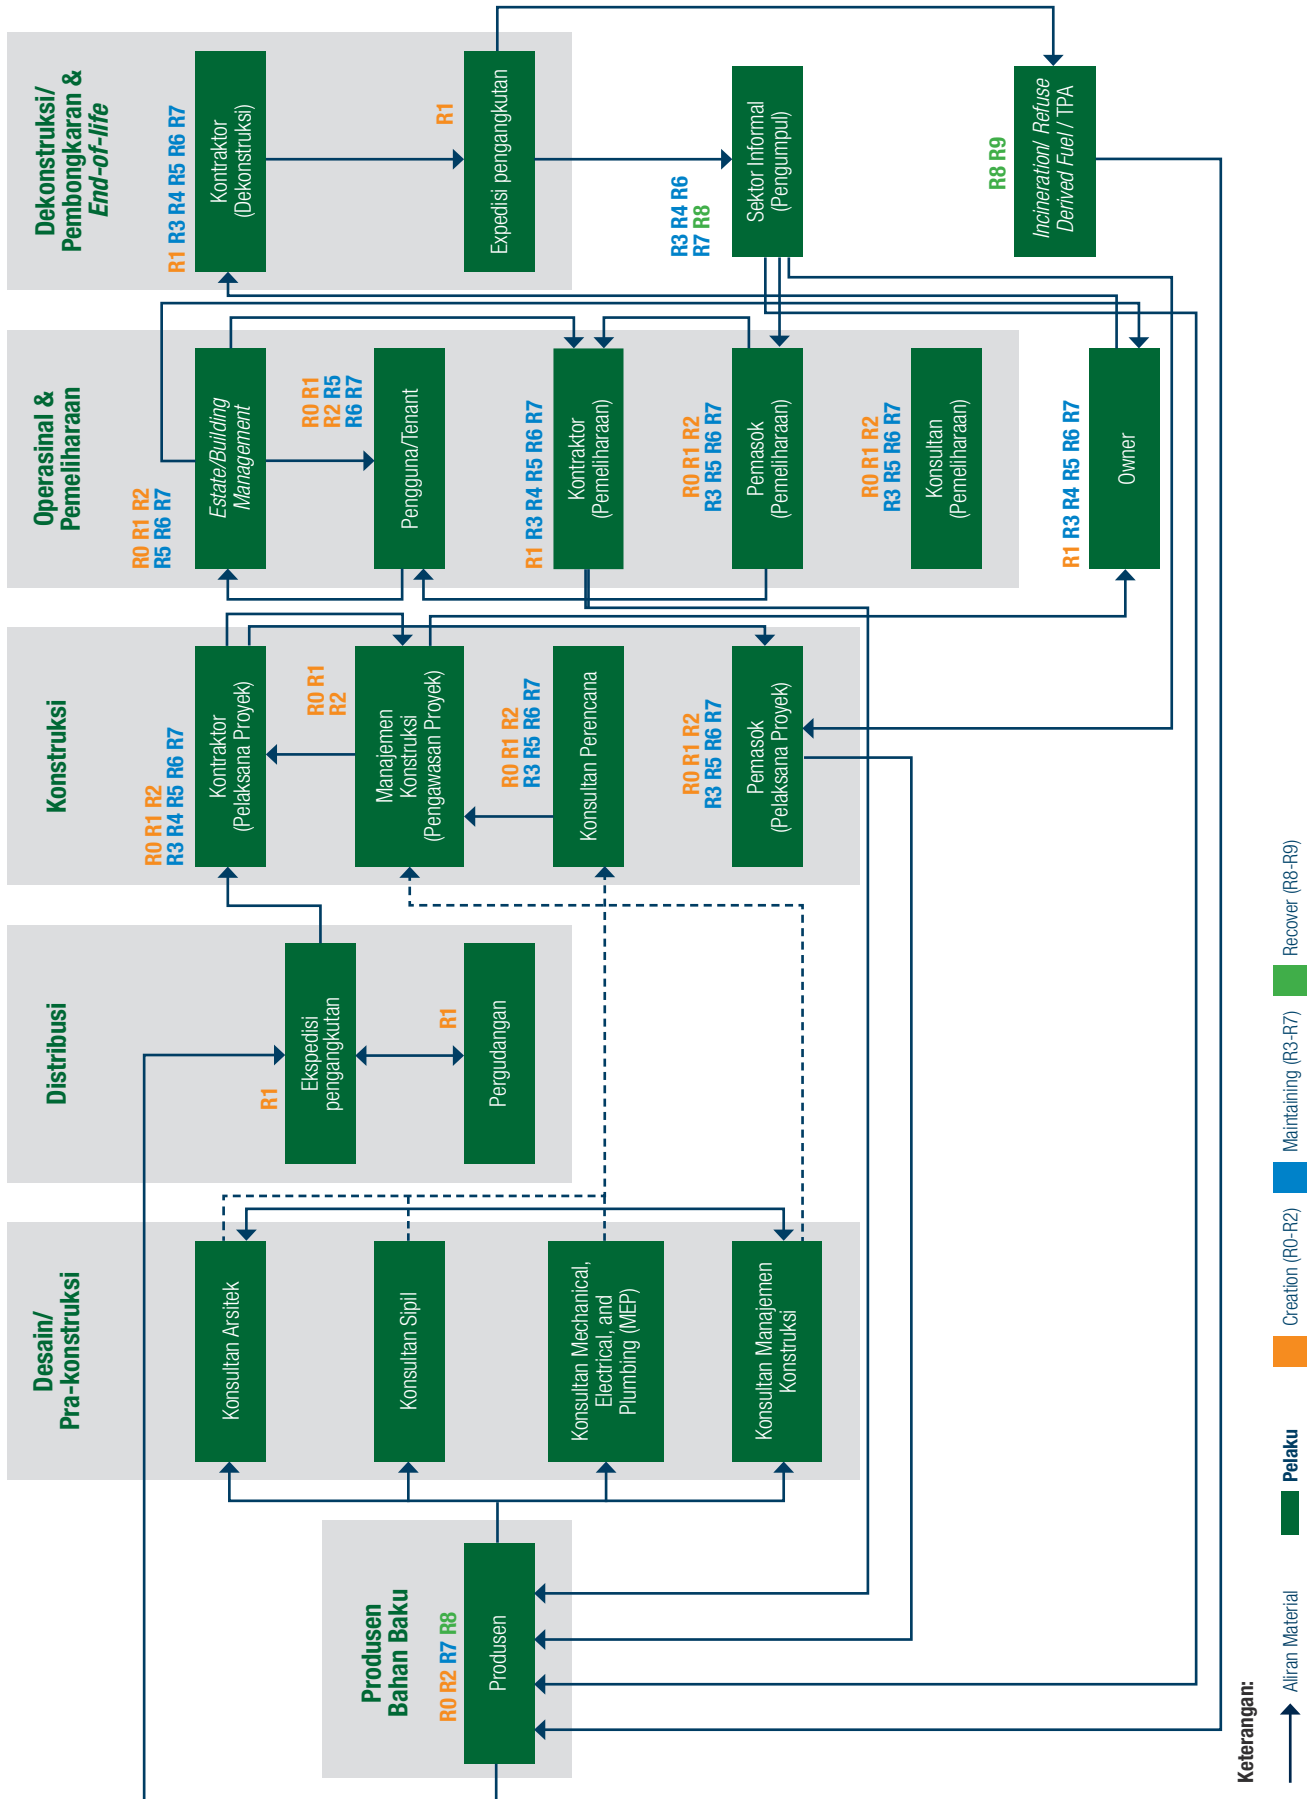 Produsen
Bahan Baku
R0 R2 R7 R8
Produsen
Desain/
Pra-konstruksi
Konsultan Arsitek
Konsultan Sipil
Konsultan Mechanical,
Electrical, and
Plumbing (MEP)
Konsultan Manajemen
Konstruksi
Distribusi
R1
Ekspedisi
pengangkutan
R1
Pergudangan
Konstruksi
R0 R1 R2
R3 R4 R5 R6 R7
Kontraktor
(Pelaksana Proyek)
R0 R1
R2
Manajemen
Konstruksi
(Pengawasan Proyek)
R0 R1 R2
R3 R5 R6 R7
Konsultan Perencana
R0 R1 R2
R3 R5 R6 R7
Pemasok
(Pelaksana Proyek)
Operasinal &
Pemeliharaan
R0 R1 R2
R5 R6 R7
Estate/Building
Management
R0 R1
R2 R5
R6 R7
Pengguna/Tenant
R1 R3 R4 R5 R6 R7
Kontraktor
(Pemeliharaan)
R0 R1 R2
R3 R5 R6 R7
Pemasok
(Pemeliharaan)
R0 R1 R2
R3 R5 R6 R7
Konsultan
(Pemeliharaan)
R1 R3 R4 R5 R6 R7
Owner
Dekonstruksi/
Pembongkaran &
End-of-life
R1 R3 R4 R5 R6 R7
Kontraktor
(Dekonstruksi)
R1
Expedisi pengangkutan
R3 R4 R6
R7 R8
Sektor Informal
(Pengumpul)
R8 R9
Incineration/ Refuse
Derived Fuel / TPA
Keterangan:
Aliran Material
Pelaku
Creation (R0-R2)
Maintaining (R3-R7)
Recover (R8-R9)